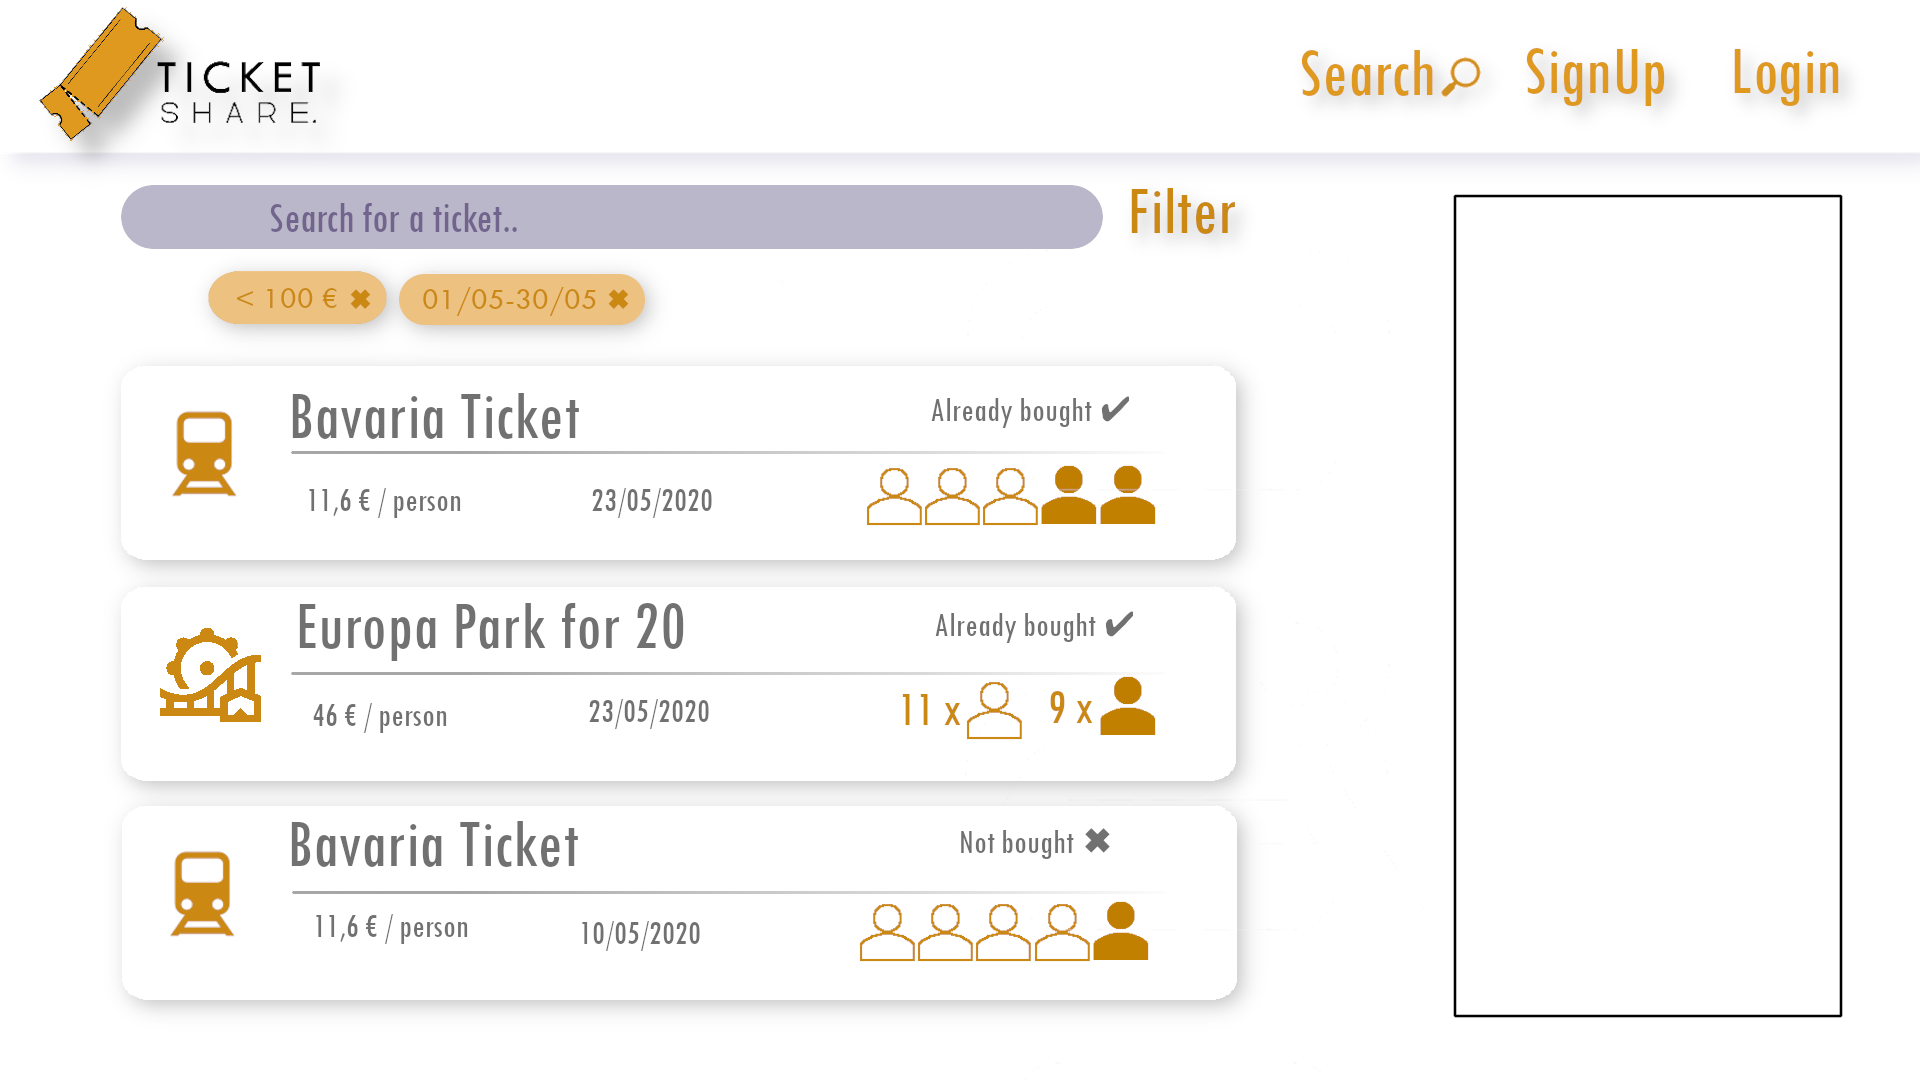 TICKET
SHARE.
Search
SignUp
Login
Search for a ticket..
Filter
< 100 € ✖
01/05-30/05 ✖
Bavaria Ticket
Already bought ✔
11,6 € / person
23/05/2020
Europa Park for 20
Already bought ✔
46 € / person
23/05/2020
11 x
9 x
Bavaria Ticket
Not bought ✖
11,6 € / person
10/05/2020